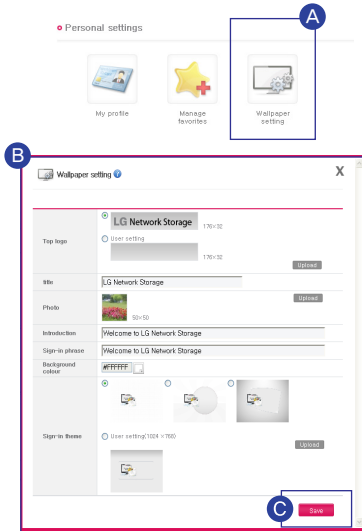 A
Personal settings
My profile
Manage favorites
Wallpaper setting
B
Wallpaper setting ?
X
Top logo
LG Network Storage
176×32
User setting
176×32
Upload
title
LG Network Storage
Photo
50×50
Upload
Introduction
Welcome to LG Network Storage
Sign-in phrase
Welcome to LG Network Storage
Background colour
#FFFFFF
Sign-in theme
User setting(1024 ×768)
Upload
C
Save